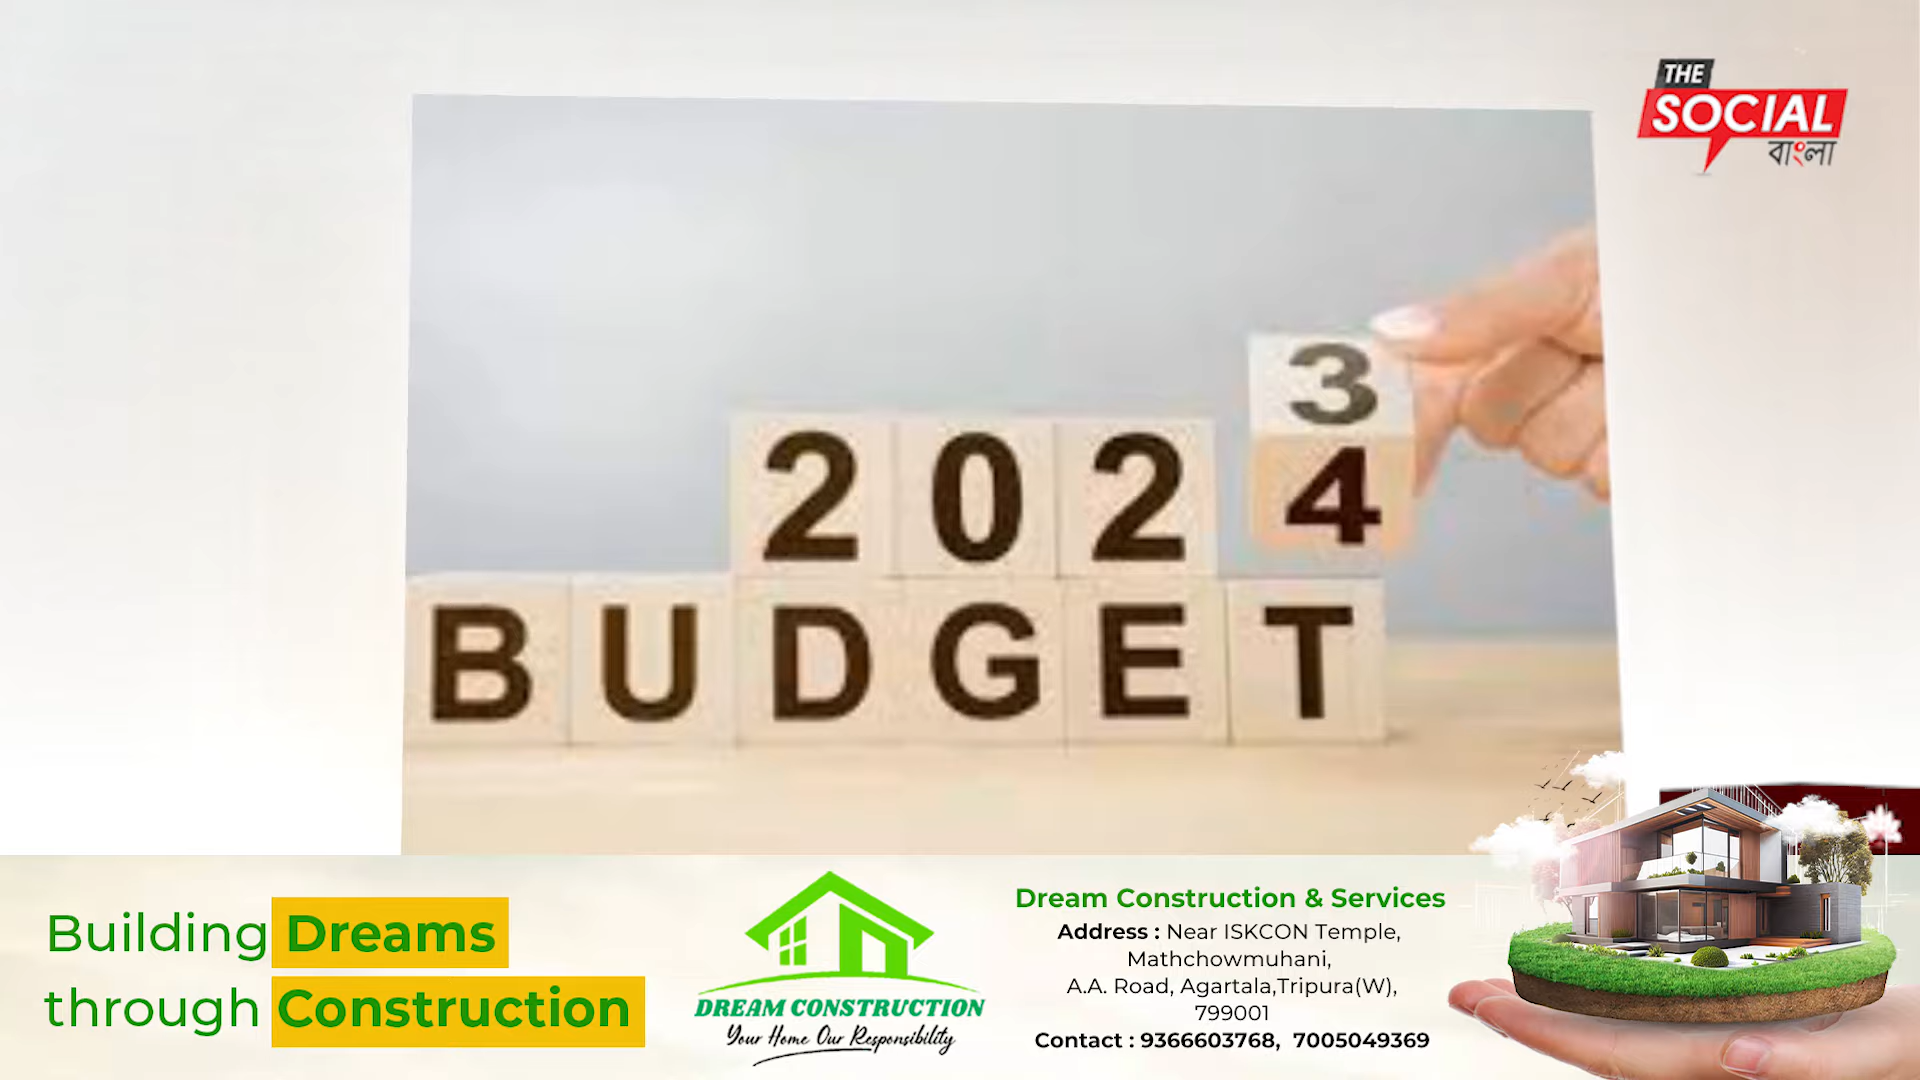 THE
SOCIAL
বাংলা
3
2024
BUDGET
Building Dreams
through Construction
DREAM CONSTRUCTION
Your Home Our Responsibility
Dream Construction & Services
Address : Near ISKCON Temple,
Mathchowmuhani,
A.A. Road, Agartala,Tripura(W),
799001
Contact : 9366603768, 7005049369